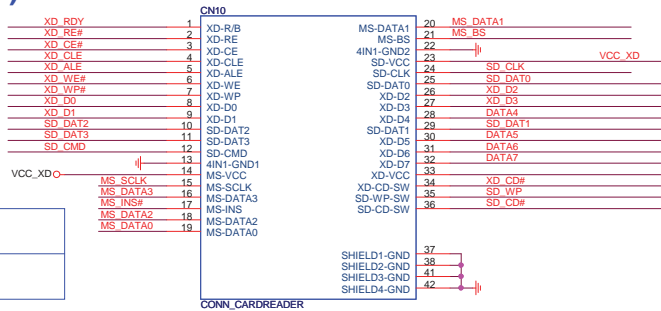 CN10
XD_RDY 1 XD-R/B MS-DATA1 20 MS_DATA1
XD_RE# 2 XD-RE MS-BS 21 MS_BS
XD_CE# 3 XD-CE 4IN1-GND2 22
XD_CLE 4 XD-CLE SD-VCC 23 VCC_XD
XD_ALE 5 XD-ALE SD-CLK 24 SD_CLK
XD_WE# 6 XD-WE SD-DAT0 25 SD_DAT0
XD_WP# 7 XD-WP XD-D2 26 XD_D2
XD_D0 8 XD-D0 XD-D3 27 XD_D3
XD_D1 9 XD-D1 XD-D4 28 DATA4
SD_DAT2 10 SD-DAT2 SD-DAT1 29 SD_DAT1
SD_DAT3 11 SD-DAT3 XD-D5 30 DATA5
SD_CMD 12 SD-CMD XD-D6 31 DATA6
13 4IN1-GND1 XD-D7 32 DATA7
VCC_XD 14 MS-VCC XD-VCC 33
MS_SCLK 15 MS-SCLK XD-CD-SW 34 XD_CD#
MS_DATA3 16 MS-DATA3 SD-WP-SW 35 SD_WP
MS_INS# 17 MS-INS SD-CD-SW 36 SD_CD#
MS_DATA2 18 MS-DATA2
MS_DATA0 19 MS-DATA0
SHIELD1-GND 37
SHIELD2-GND 38
SHIELD3-GND 41
SHIELD4-GND 42
CONN_CARDREADER